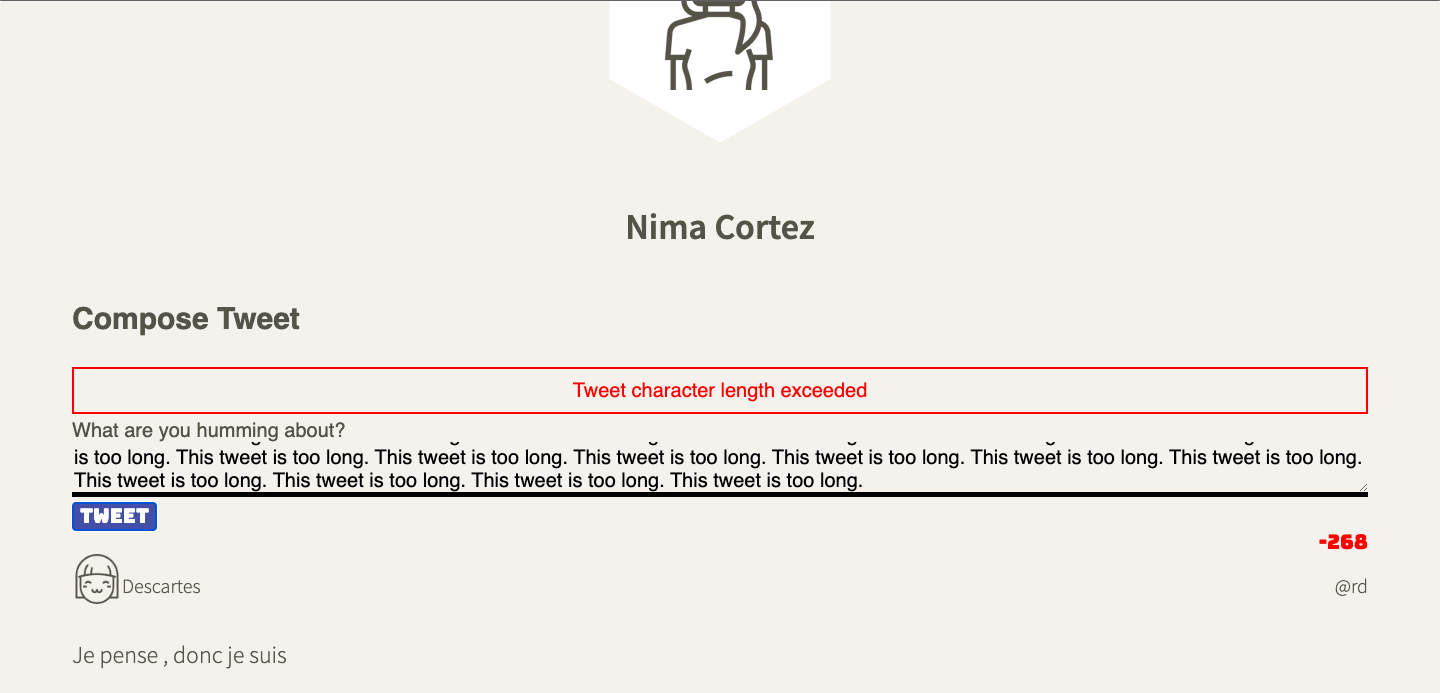 Nima Cortez
Compose Tweet
Tweet character length exceeded
What are you humming about?
is too long. This tweet is too long. This tweet is too long. This tweet is too long. This tweet is too long. This tweet is too long. This tweet is too long.
This tweet is too long. This tweet is too long. This tweet is too long. This tweet is too long.
TWEET
-268
Descartes @rd
Je pense , donc je suis